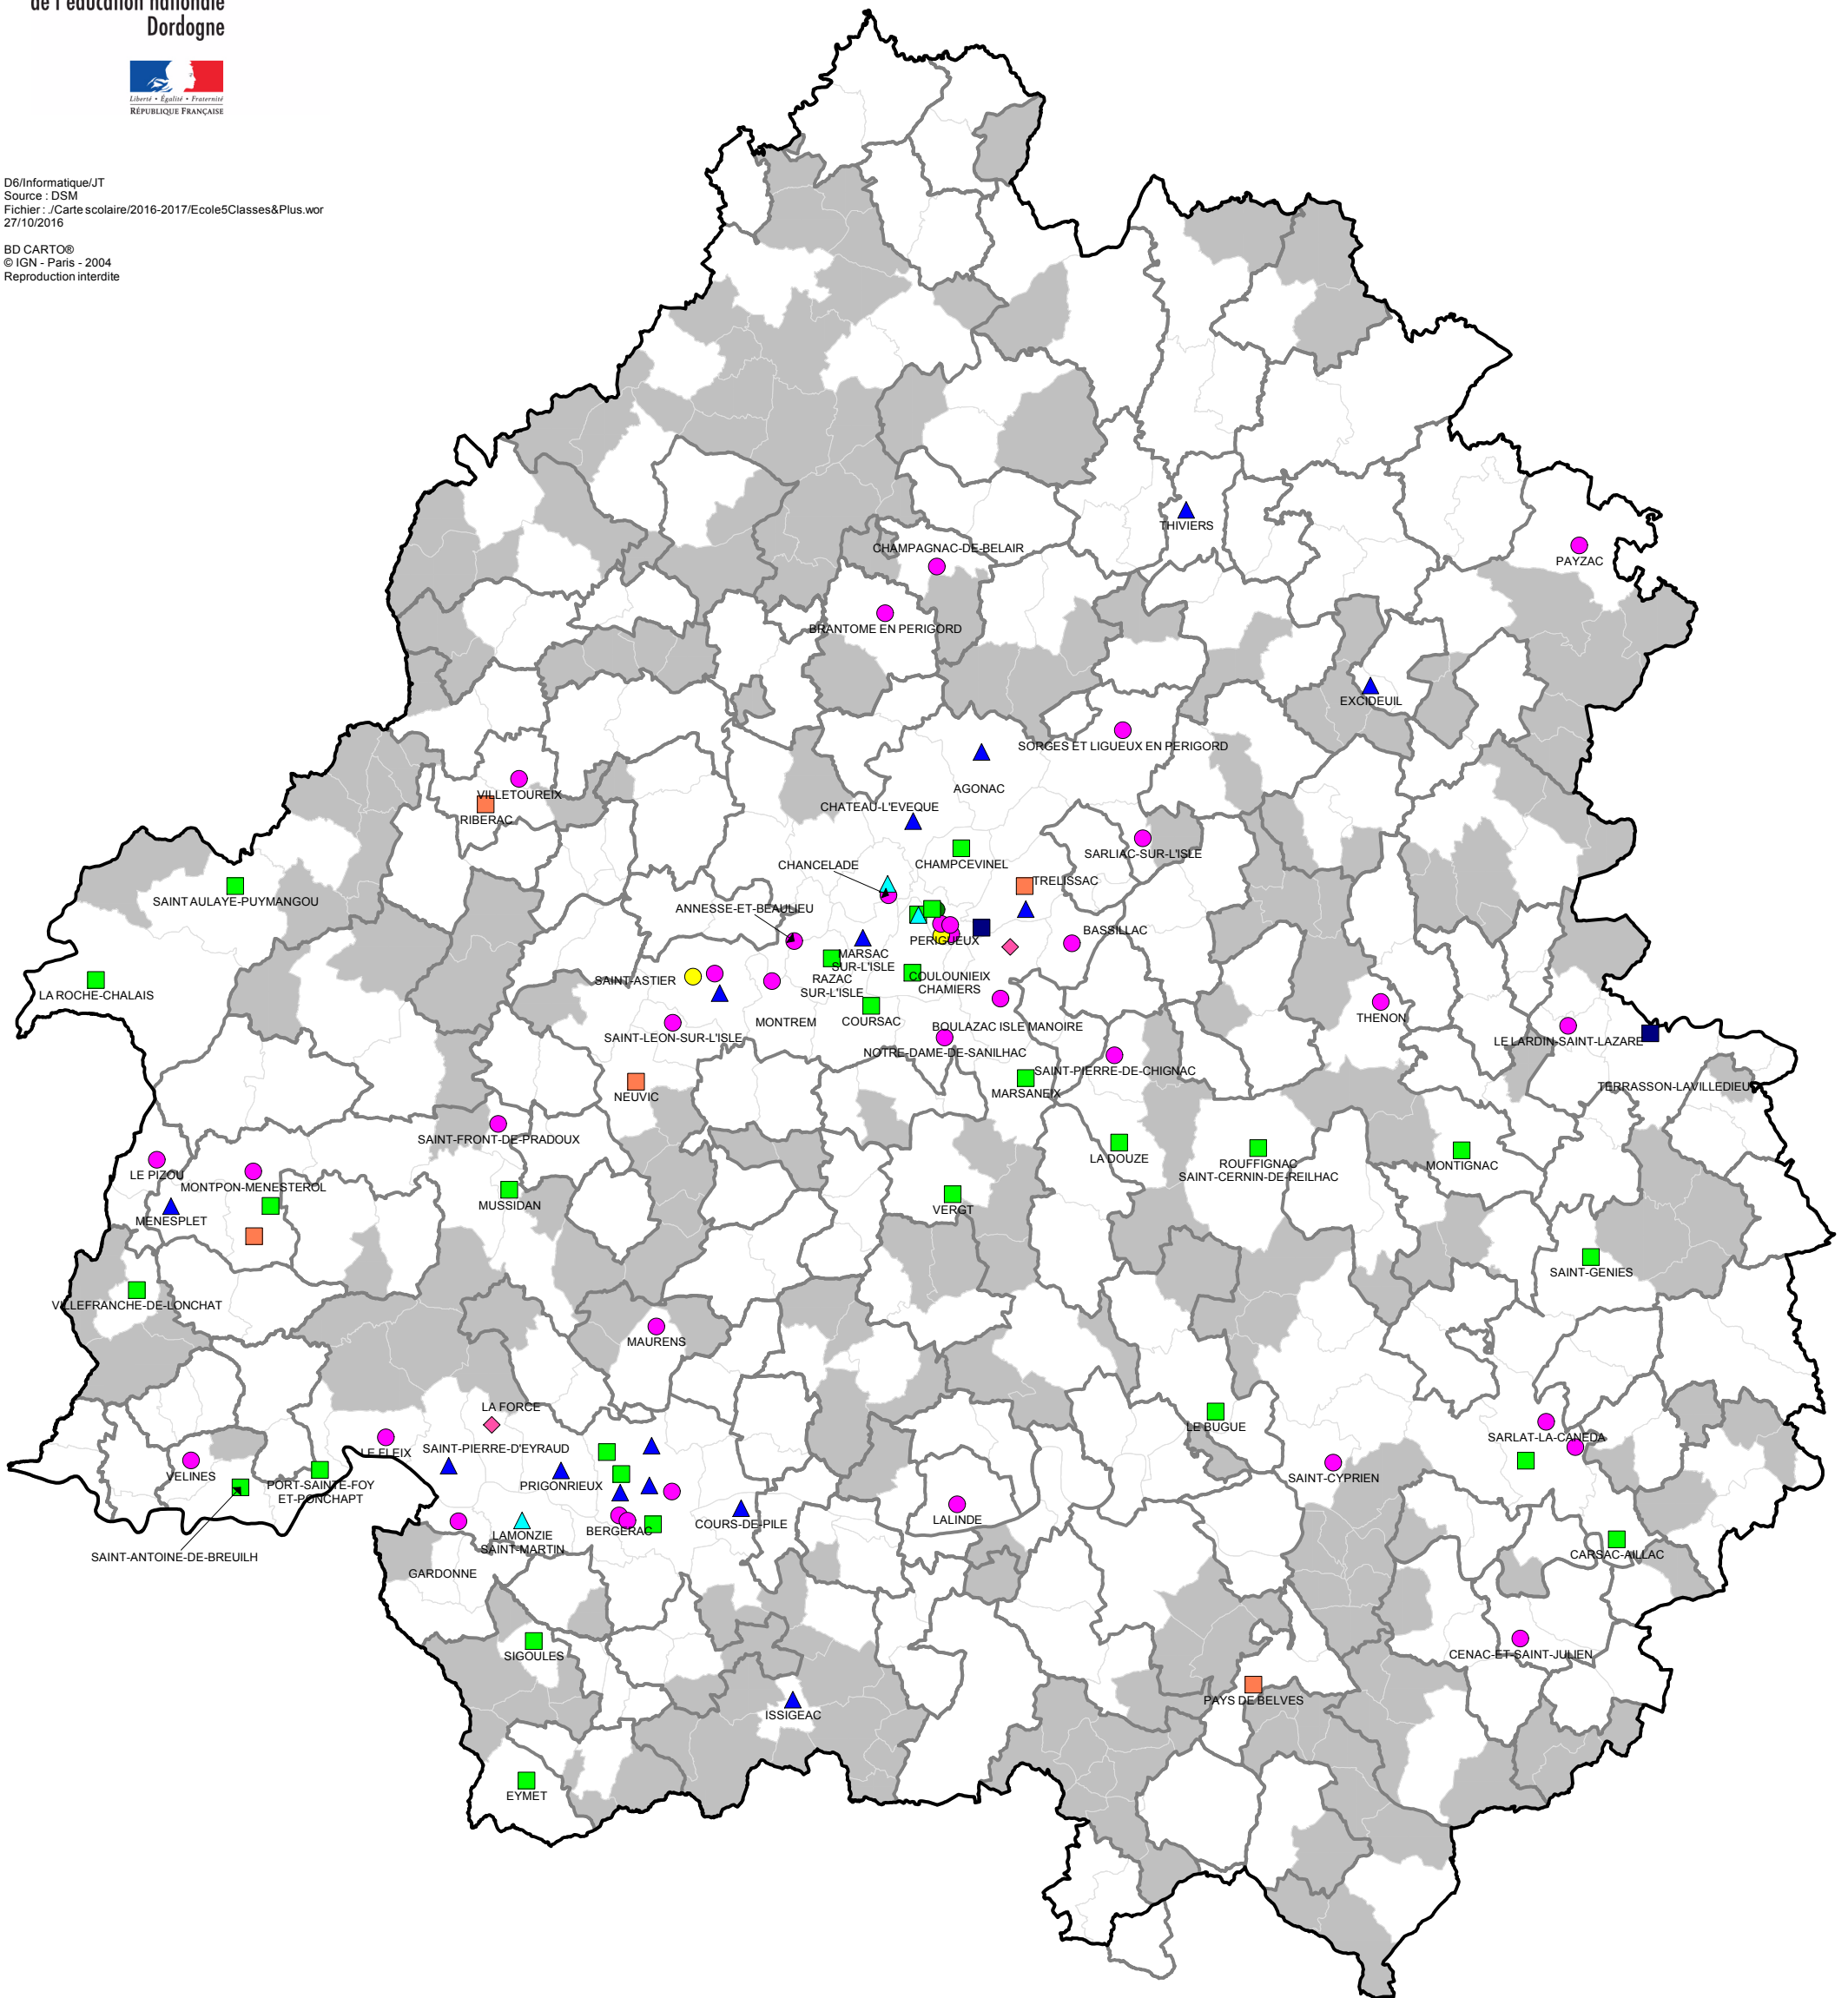 de l'éducation nationale
Dordogne
Liberté • Égalité • Fraternité
RÉPUBLIQUE FRANÇAISE
D6/Informatique/JT
Source : DSM
Fichier : ./Carte scolaire/2016-2017/Ecole5Classes&Plus.wor
27/10/2016
BD CARTO®
© IGN - Paris - 2004
Reproduction interdite
THIVIERS
CHAMPAGNAC-DE-BELAIR
PAYZAC
BRANTOME EN PERIGORD
EXCIDEUIL
SORGES ET LIGUEUX EN PERIGORD
AGONAC
VILLETOUREIX
RIBERAC
CHATEAU-L'EVEQUE
CHAMPCEVINEL
SARLIAC-SUR-L'ISLE
CHANCELADE
TRELISSAC
SAINT AULAYE-PUYMANGOU
ANNESSE-ET-BEAULIEU
BASSILLAC
PERIGUEUX
MARSAC
SUR-L'ISLE
SAINT-ASTIER
RAZAC
SUR-L'ISLE
COULOUNIEIX
CHAMIERS
LA ROCHE-CHALAIS
MONTREM
COURSAC
BOULAZAC ISLE MANOIRE
THENON
SAINT-LEON-SUR-L'ISLE
NOTRE-DAME-DE-SANILHAC
LE LARDIN-SAINT-LAZARE
SAINT-PIERRE-DE-CHIGNAC
NEUVIC
MARSANEIX
TERRASSON-LAVILLEDIEU
SAINT-FRONT-DE-PRADOUX
LA DOUZE
ROUFFIGNAC
SAINT-CERNIN-DE-REILHAC
MONTIGNAC
LE PIZOU
MONTPON-MENESTEROL
MUSSIDAN
VERGT
MENESPLET
SAINT-GENIES
VILLEFRANCHE-DE-LONCHAT
MAURENS
LA FORCE
LE BUGUE
SARLAT-LA-CANEDA
LE FLEIX
SAINT-PIERRE-D'EYRAUD
VELINES
SAINT-CYPRIEN
PORT-SAINTE-FOY
ET-PONCHAPT
PRIGONRIEUX
LALINDE
COURS-DE-PILE
BERGERAC
LAMONZIE
SAINT-MARTIN
SAINT-ANTOINE-DE-BREUILH
CARSAC-AILLAC
GARDONNE
SIGOULES
CENAC-ET-SAINT-JULIEN
PAYS DE BELVES
ISSIGEAC
EYMET